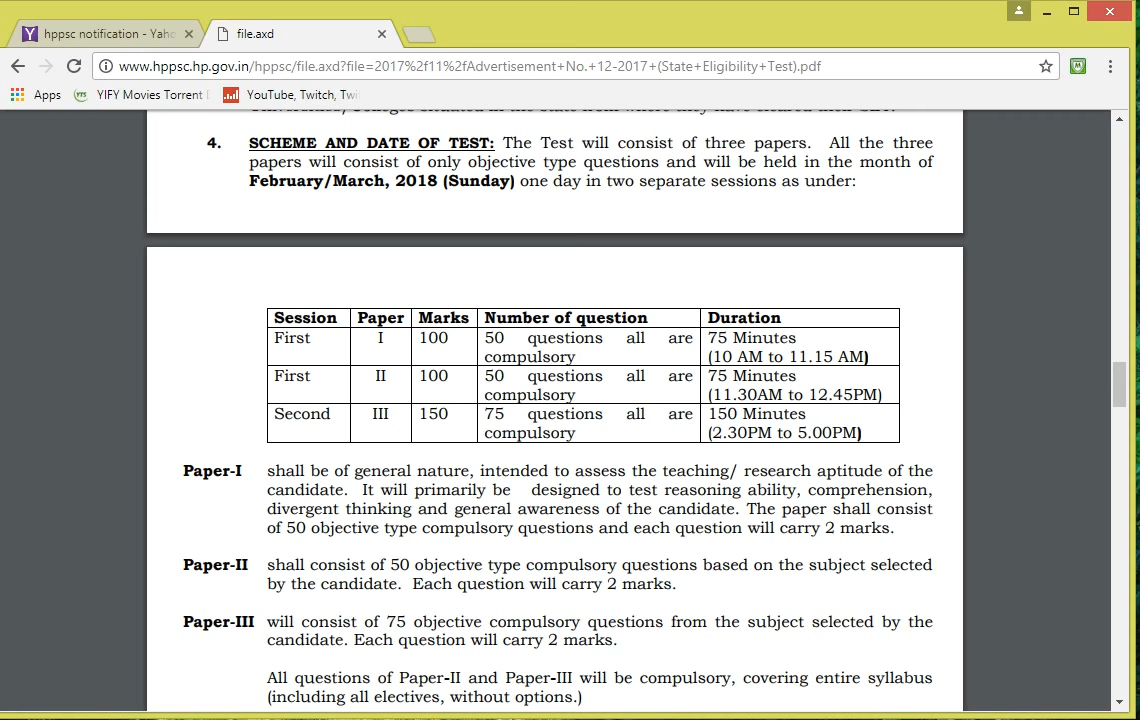 hppsc notification - Yaho
file.axd
www.hppsc.hp.gov.in/hppsc/file.axd?file=2017%2f11%2fAdvertisement+No.+12-2017+(State+Eligibility+Test).pdf
Apps YIFY Movies Torrent YouTube, Twitch, Twi
4. SCHEME AND DATE OF TEST: The Test will consist of three papers. All the three
papers will consist of only objective type questions and will be held in the month of
February/March, 2018 (Sunday) one day in two separate sessions as under:
Session Paper Marks Number of question Duration
First I 100 50 questions all are 75 Minutes
compulsory (10 AM to 11.15 AM)
First II 100 50 questions all are 75 Minutes
compulsory (11.30AM to 12.45PM)
Second III 150 75 questions all are 150 Minutes
compulsory (2.30PM to 5.00PM)
Paper-I shall be of general nature, intended to assess the teaching/ research aptitude of the
candidate. It will primarily be designed to test reasoning ability, comprehension,
divergent thinking and general awareness of the candidate. The paper shall consist
of 50 objective type compulsory questions and each question will carry 2 marks.
Paper-II shall consist of 50 objective type compulsory questions based on the subject selected
by the candidate. Each question will carry 2 marks.
Paper-III will consist of 75 objective compulsory questions from the subject selected by the
candidate. Each question will carry 2 marks.
All questions of Paper-II and Paper-III will be compulsory, covering entire syllabus
(including all electives, without options.)